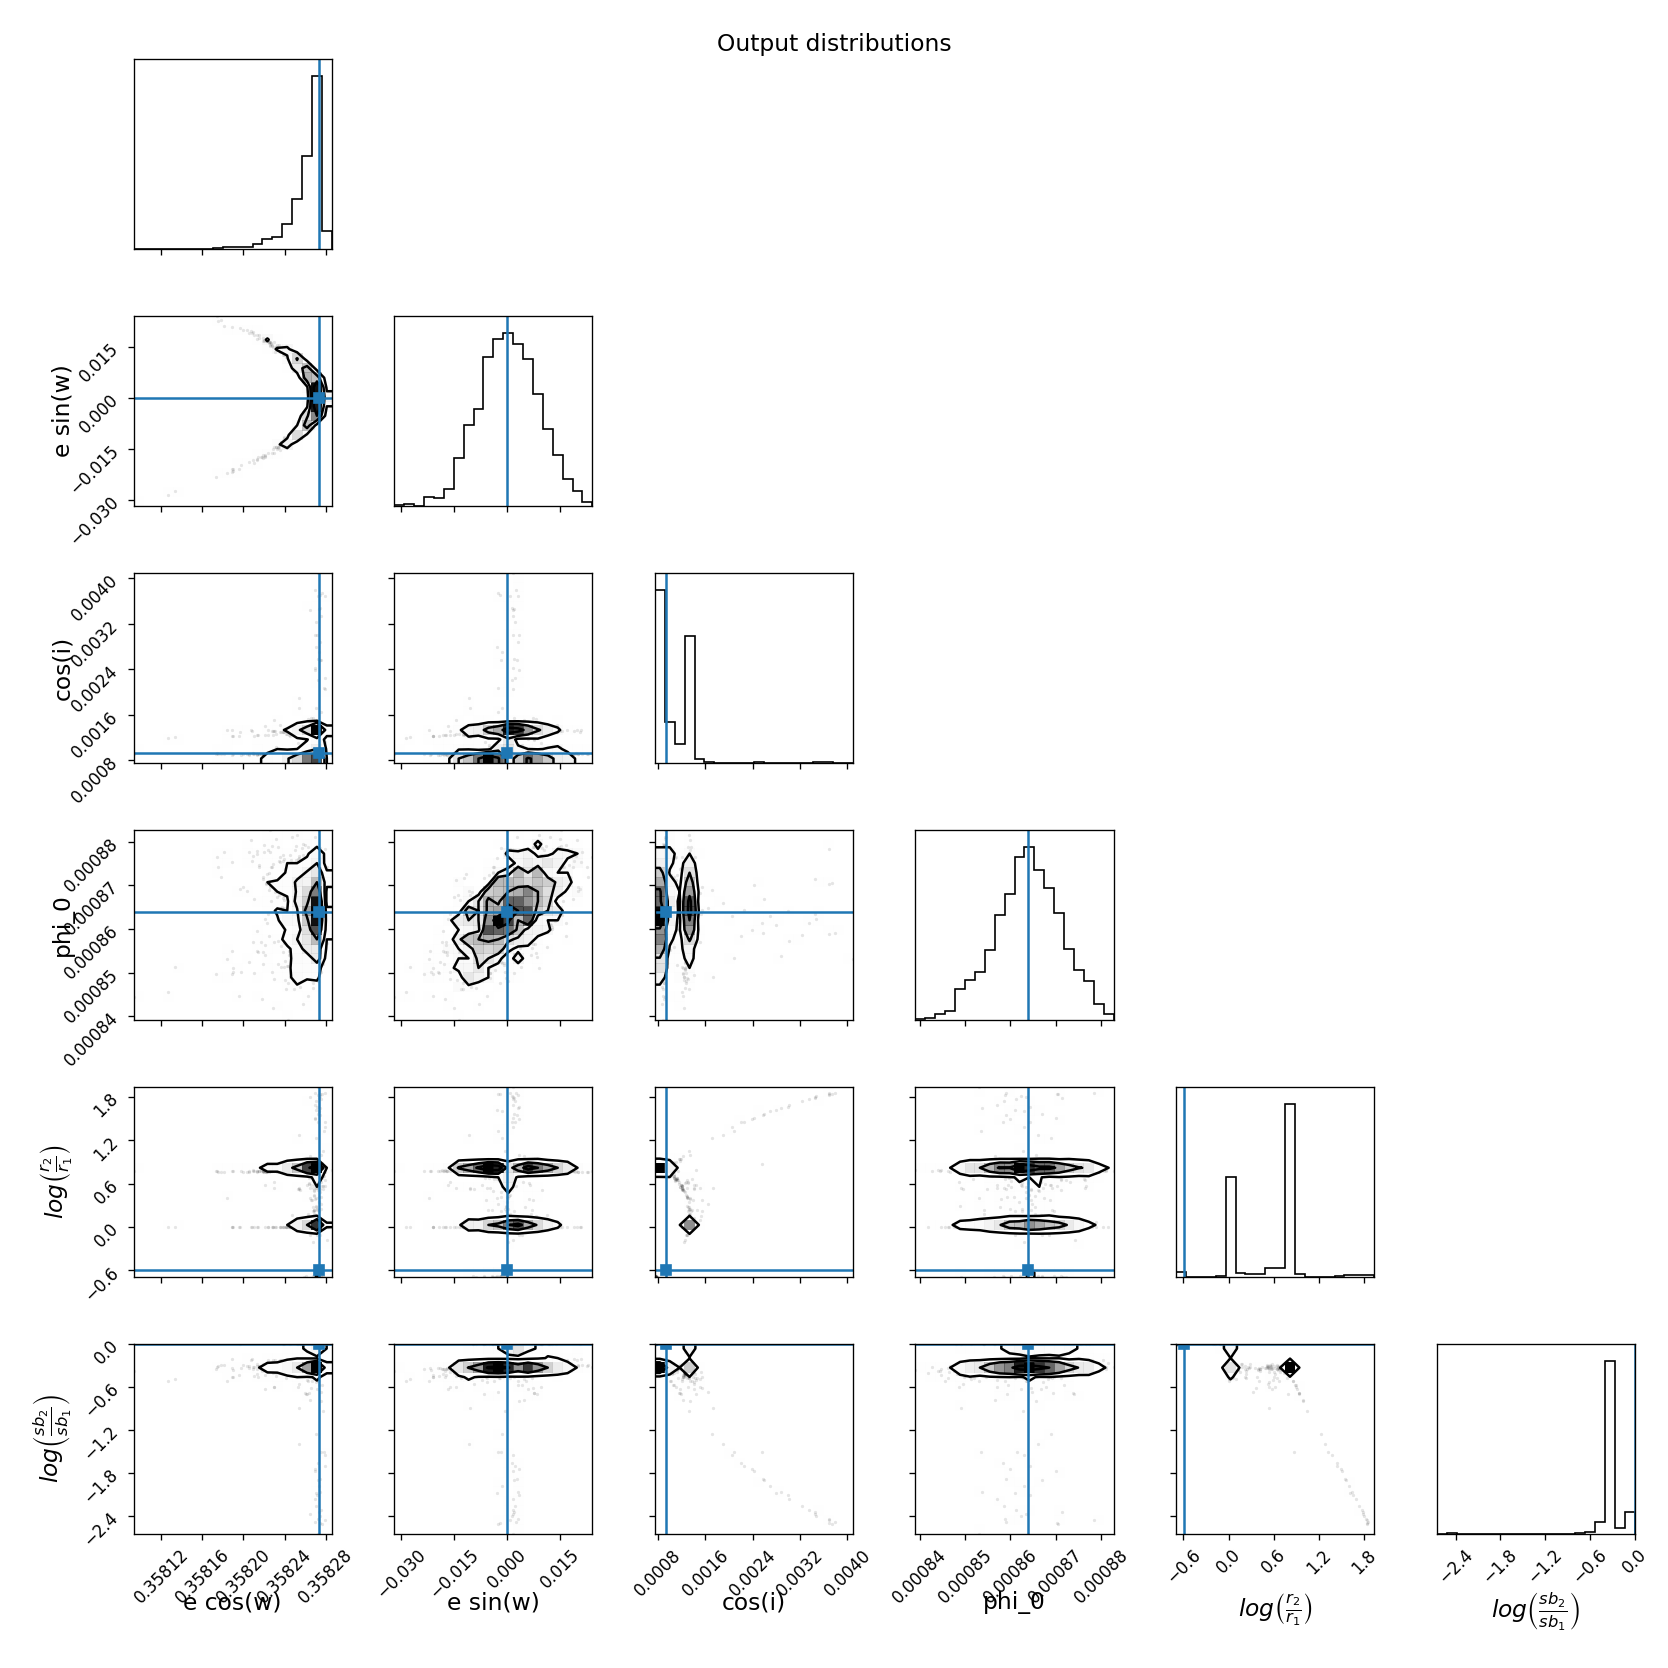 Output distributions
e sin(w)
0.015
0.000
−0.015
−0.030
cos(i)
0.0040
0.0032
0.0024
0.0016
0.0008
phi_0
0.00088
0.00087
0.00086
0.00085
0.00084
log(r₂/r₁)
1.8
1.2
0.6
0.0
−0.6
log(sb₂/sb₁)
0.0
−0.6
−1.2
−1.8
−2.4
0.35812 0.35816 0.35820 0.35824 0.35828
−0.030 −0.015 0.000 0.015
0.0008 0.0016 0.0024 0.0032 0.0040
0.00084 0.00085 0.00086 0.00087 0.00088
−0.6 0.0 0.6 1.2 1.8
−2.4 −1.8 −1.2 −0.6 0.0
e cos(w)
e sin(w)
cos(i)
phi_0
log(r₂/r₁)
log(sb₂/sb₁)